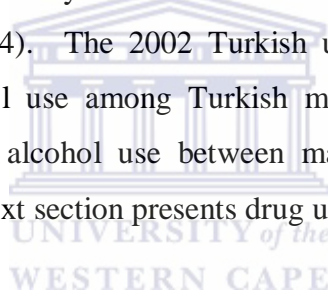 4). The 2002 Turkish u
l use among Turkish m
alcohol use between ma
xt section presents drug u
UNIVERSITY of the
WESTERN CAPE